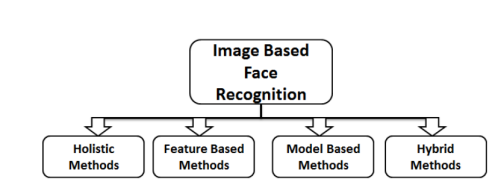 Image Based
Face
Recognition
Holistic
Methods
Feature Based
Methods
Model Based
Methods
Hybrid
Methods